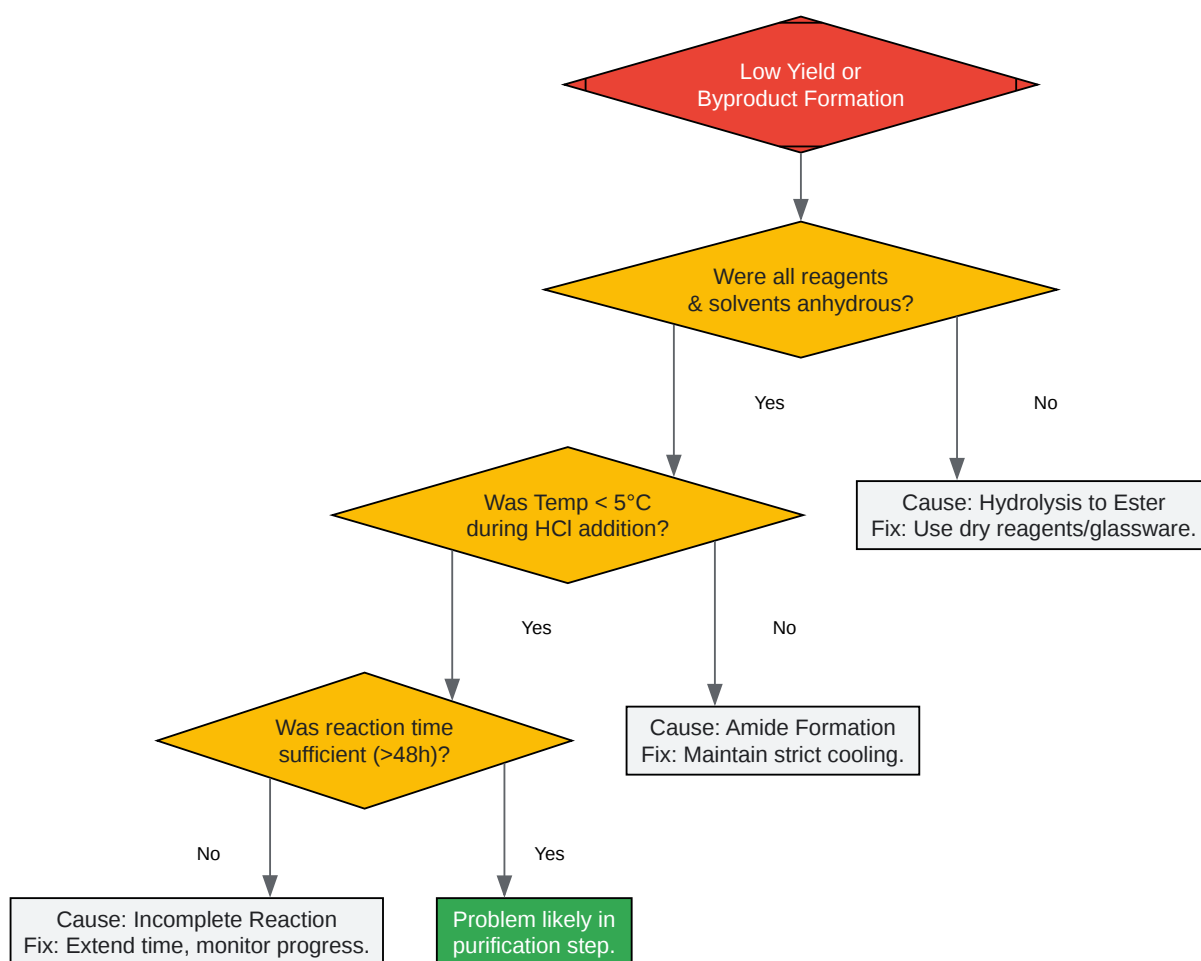 Low Yield or
Byproduct Formation
Were all reagents
& solvents anhydrous?
Yes
No
Was Temp < 5°C
during HCl addition?
Cause: Hydrolysis to Ester
Fix: Use dry reagents/glassware.
Yes
No
Was reaction time
sufficient (>48h)?
Cause: Amide Formation
Fix: Maintain strict cooling.
No
Yes
Cause: Incomplete Reaction
Fix: Extend time, monitor progress.
Problem likely in
purification step.